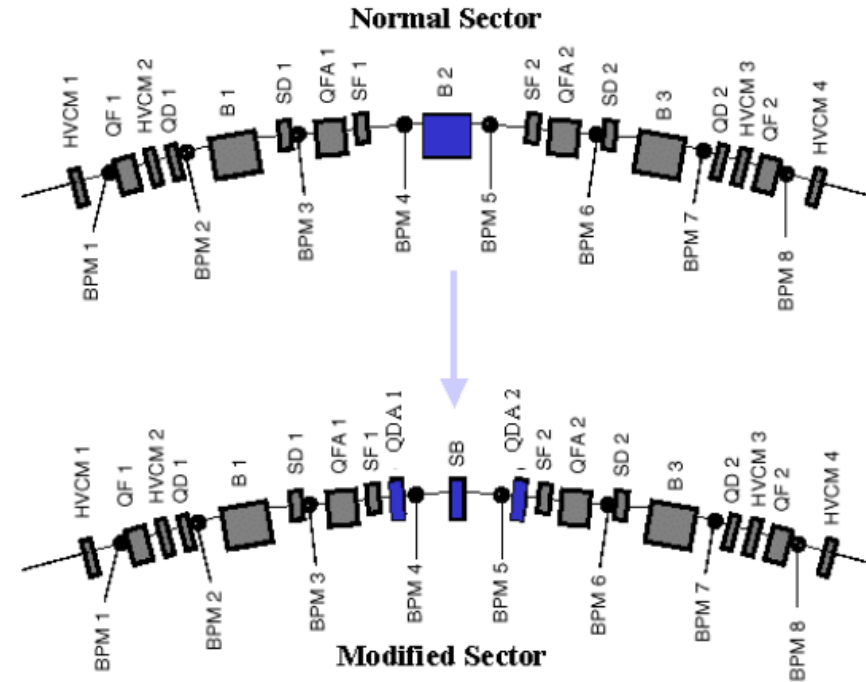 Normal Sector
HVCM 1
QF 1
HVCM 2
QD 1
B 1
SD 1
QFA 1
SF 1
B 2
SF 2
QFA 2
SD 2
B 3
QD 2
HVCM 3
QF 2
HVCM 4
BPM 1
BPM 2
BPM 3
BPM 4
BPM 5
BPM 6
BPM 7
BPM 8
HVCM 1
QF 1
HVCM 2
QD 1
B 1
SD 1
QFA 1
SF 1
QDA 1
SB
QDA 2
SF 2
QFA 2
SD 2
B 3
QD 2
HVCM 3
QF 2
HVCM 4
BPM 1
BPM 2
BPM 3
BPM 4
BPM 5
BPM 6
BPM 7
BPM 8
Modified Sector